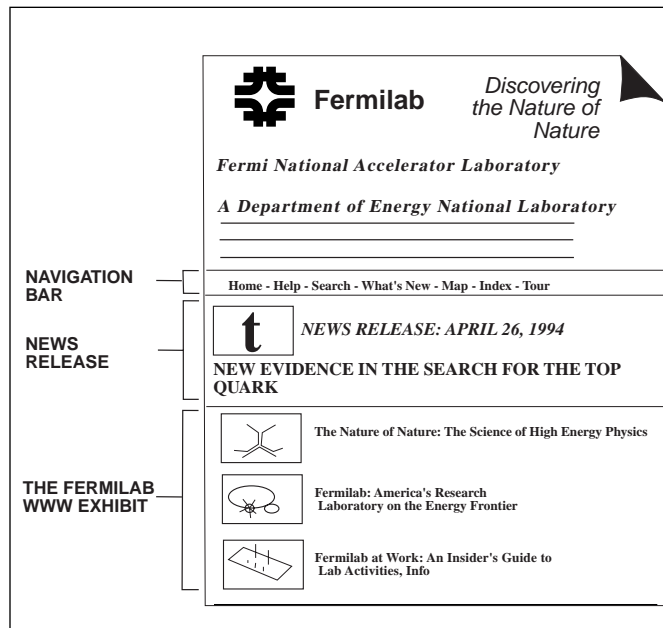 Fermilab
Discovering
the Nature of
Nature
Fermi National Accelerator Laboratory
A Department of Energy National Laboratory
NAVIGATION
BAR
Home - Help - Search - What's New - Map - Index - Tour
NEWS
RELEASE
t
NEWS RELEASE: APRIL 26, 1994
NEW EVIDENCE IN THE SEARCH FOR THE TOP
QUARK
THE FERMILAB
WWW EXHIBIT
The Nature of Nature: The Science of High Energy Physics
Fermilab: America's Research
Laboratory on the Energy Frontier
Fermilab at Work: An Insider's Guide to
Lab Activities, Info